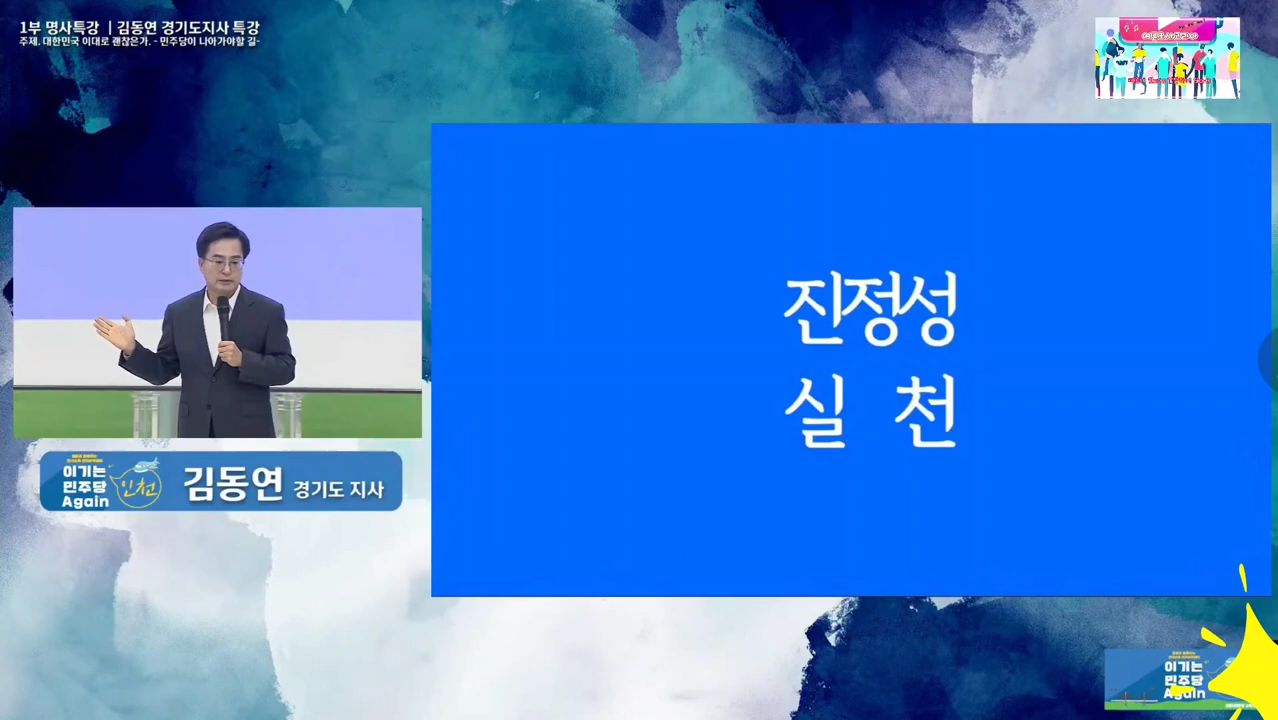 1부 명사특강 | 김동연 경기도지사 특강
주제. 대한민국 이대로 괜찮은가. - 민주당이 나아가야할 길-
진정성
실 천
이기는
민주당
Again
인천
김동연 경기도 지사
이기는
민주당
Again